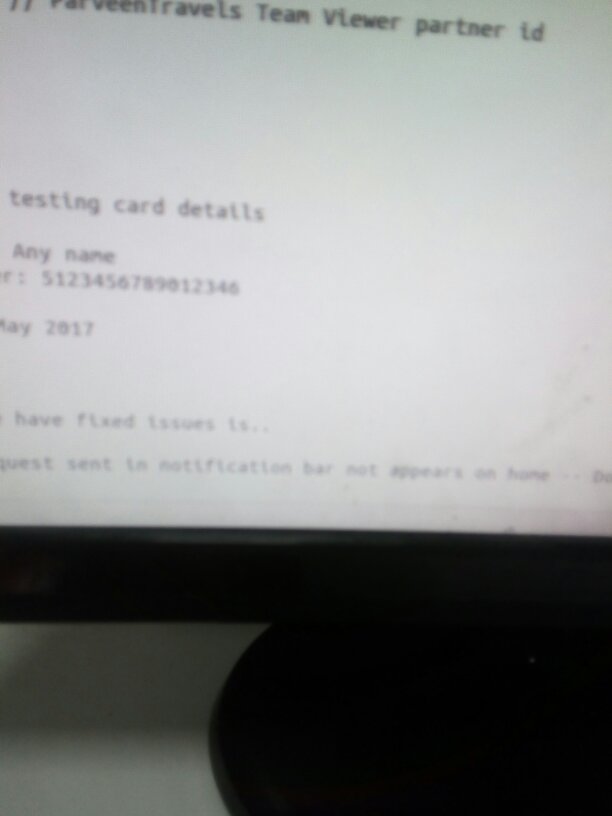 // ParveenTravels Team Viewer partner id
testing card details
Any name
er: 5123456789012346
May 2017
have fixed issues is..
quest sent in notification bar not appears on home -- Do